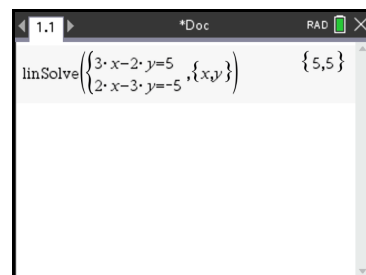 1.1 *Doc RAD
linSolve({3·x−2·y=5
2·x−3·y=−5 ,{x,y}) {5,5}